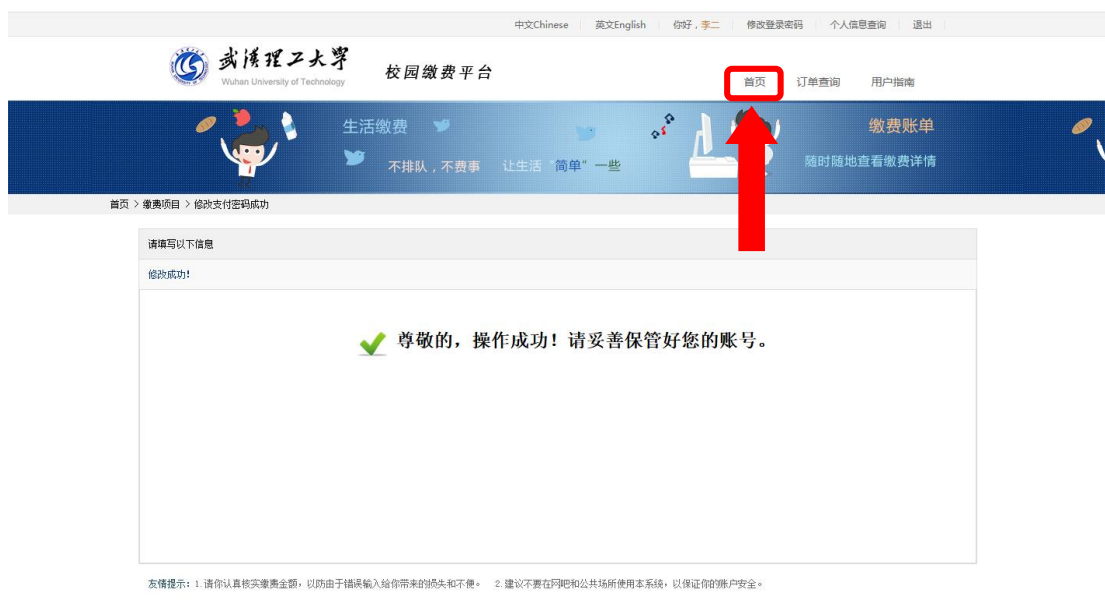 中文Chinese 英文English 你好，李二 修改登录密码 个人信息查询 退出
武汉理工大学
Wuhan University of Technology
校园缴费平台
首页 订单查询 用户指南
生活缴费
不排队，不费事 让生活“简单”一些
缴费账单
随时随地查看缴费详情
首页 > 缴费项目 > 修改支付密码成功
请填写以下信息
修改成功!
尊敬的，操作成功！请妥善保管好您的账号。
友情提示：1.请你认真核实缴费金额，以防由于错误输入给你带来的损失和不便。 2.建议不要在网吧和公共场所使用本系统，以保证你的账户安全。